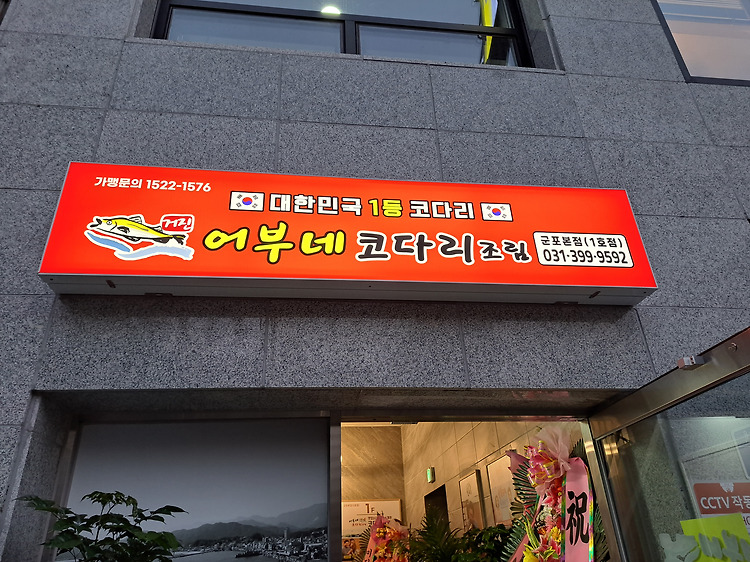 가맹문의 1522-1576
대한민국 1등 코다리
거진
어부네 코다리조림
군포본점(1호점)
031-399-9592
1F
祝
CCTV 작동